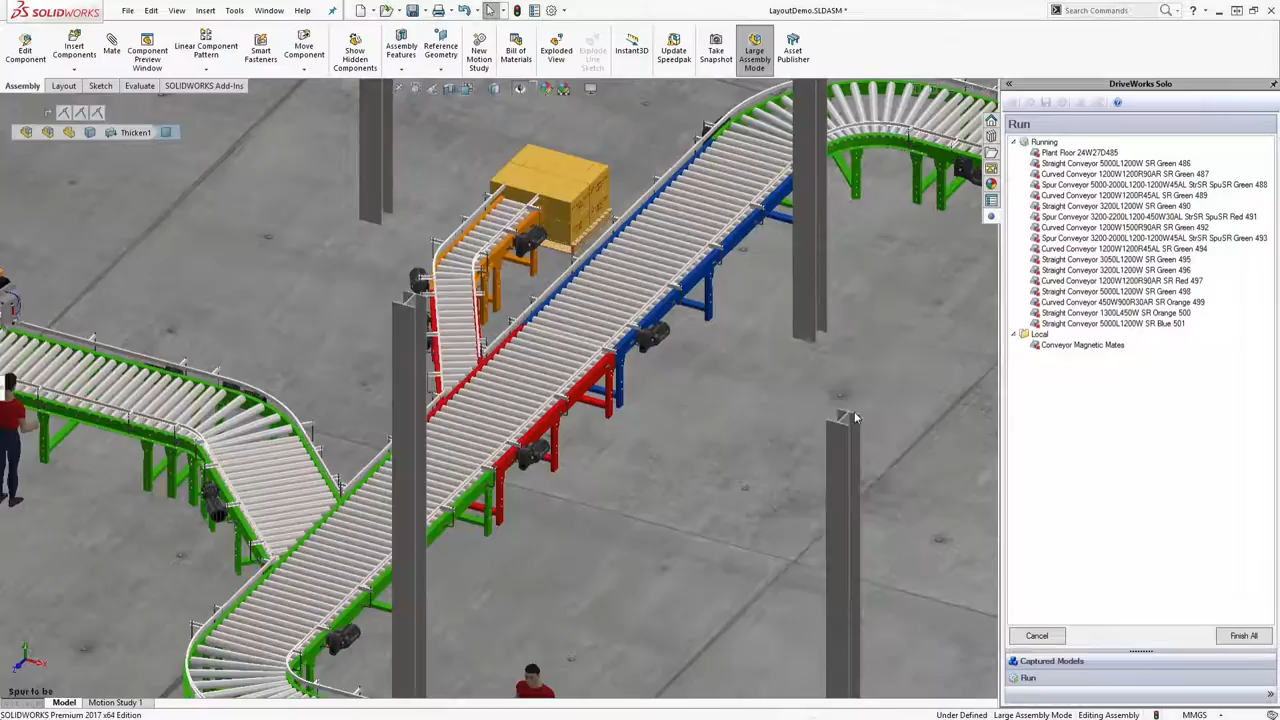 SOLIDWORKS
File Edit View Insert Tools Window Help
LayoutDemo.SLDASM *
Search Commands
Edit Component
Insert Components
Mate
Component Preview Window
Linear Component Pattern
Smart Fasteners
Move Component
Show Hidden Components
Assembly Features
Reference Geometry
New Motion Study
Bill of Materials
Exploded View
Explode Line Sketch
Instant3D
Update Speedpak
Take Snapshot
Large Assembly Mode
Asset Publisher
Assembly Layout Sketch Evaluate SOLIDWORKS Add-Ins
Thicken1
DriveWorks Solo
Run
Running
Plant Floor 24W27D485
Straight Conveyor 5000L1200W SR Green 486
Curved Conveyor 1200W1200R90AR SR Green 487
Spur Conveyor 5000-2000L1200-1200W45AL StrSR SpuSR Green 488
Curved Conveyor 1200W1200R45AL SR Green 489
Straight Conveyor 3200L1200W SR Green 490
Spur Conveyor 3200-2200L1200-450W30AL StrSR SpuSR Red 491
Curved Conveyor 1200W1500R90AR SR Green 492
Spur Conveyor 3200-2000L1200-1200W45AL StrSR SpuSR Green 493
Curved Conveyor 1200W1200R45AL SR Green 494
Straight Conveyor 3050L1200W SR Green 495
Straight Conveyor 3200L1200W SR Green 496
Curved Conveyor 1200W1200R90AR SR Red 497
Straight Conveyor 5000L1200W SR Green 498
Curved Conveyor 450W900R30AR SR Orange 499
Straight Conveyor 1300L450W SR Orange 500
Straight Conveyor 5000L1200W SR Blue 501
Local
Conveyor Magnetic Mates
Cancel
Finish All
Captured Models
Run
Spur to be
Model Motion Study 1
SOLIDWORKS Premium 2017 x64 Edition
Under Defined Large Assembly Mode Editing Assembly MMGS